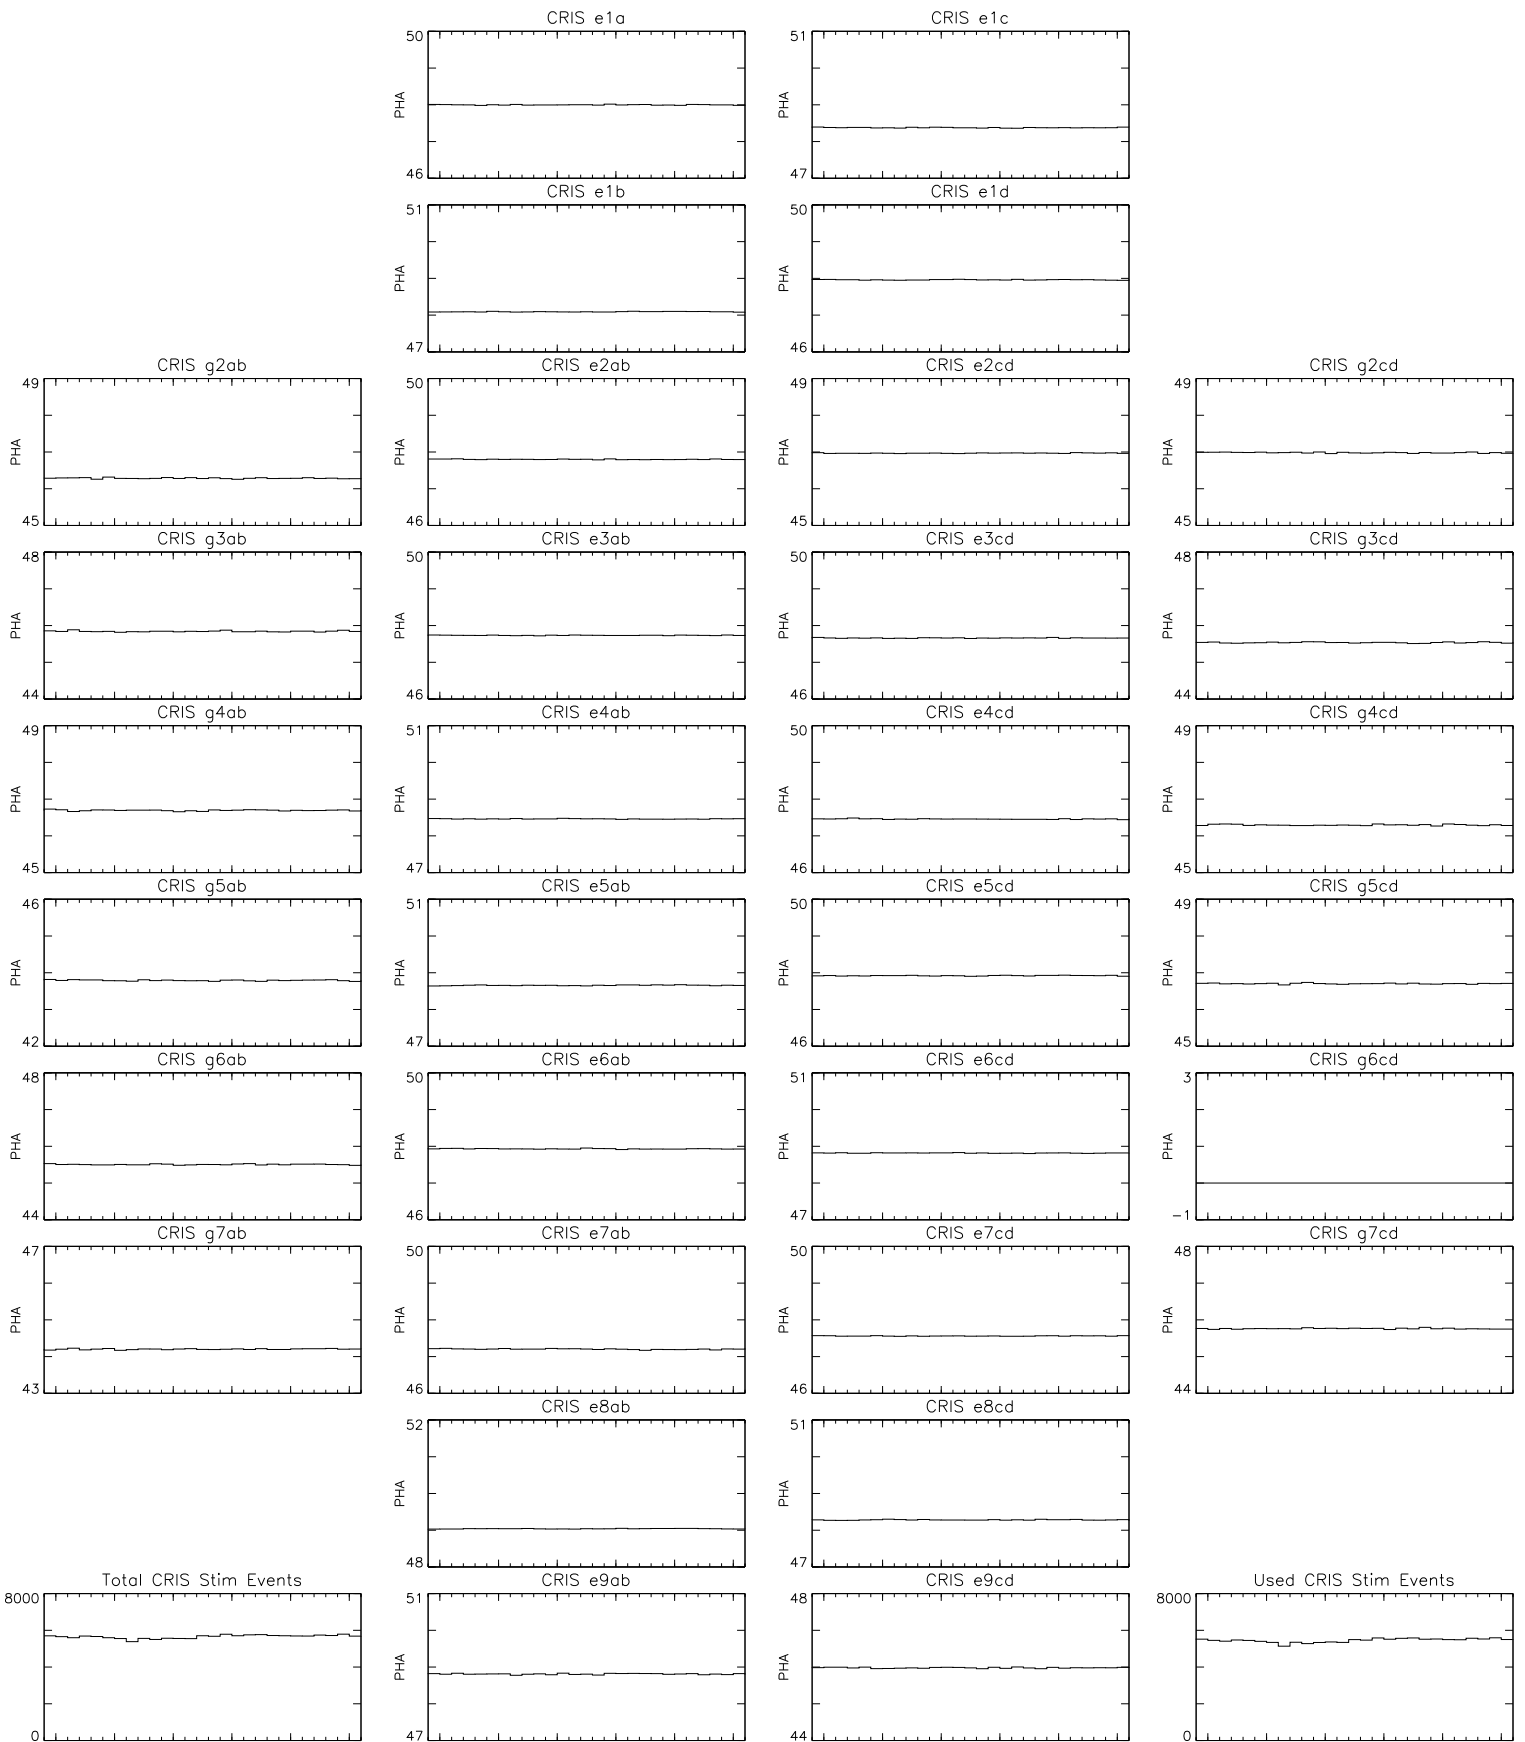 CRIS e1a
50
PHA
46
CRIS e1c
51
PHA
47
CRIS e1b
51
PHA
47
CRIS e1d
50
PHA
46
CRIS g2ab
49
PHA
45
CRIS e2ab
50
PHA
46
CRIS e2cd
49
PHA
45
CRIS g2cd
49
PHA
45
CRIS g3ab
48
PHA
44
CRIS e3ab
50
PHA
46
CRIS e3cd
50
PHA
46
CRIS g3cd
48
PHA
44
CRIS g4ab
49
PHA
45
CRIS e4ab
51
PHA
47
CRIS e4cd
50
PHA
46
CRIS g4cd
49
PHA
45
CRIS g5ab
46
PHA
42
CRIS e5ab
51
PHA
47
CRIS e5cd
50
PHA
46
CRIS g5cd
49
PHA
45
CRIS g6ab
48
PHA
44
CRIS e6ab
50
PHA
46
CRIS e6cd
51
PHA
47
CRIS g6cd
3
PHA
-1
CRIS g7ab
47
PHA
43
CRIS e7ab
50
PHA
46
CRIS e7cd
50
PHA
46
CRIS g7cd
48
PHA
44
CRIS e8ab
52
PHA
48
CRIS e8cd
51
PHA
47
Total CRIS Stim Events
8000
0
CRIS e9ab
51
PHA
47
CRIS e9cd
48
PHA
44
Used CRIS Stim Events
8000
0